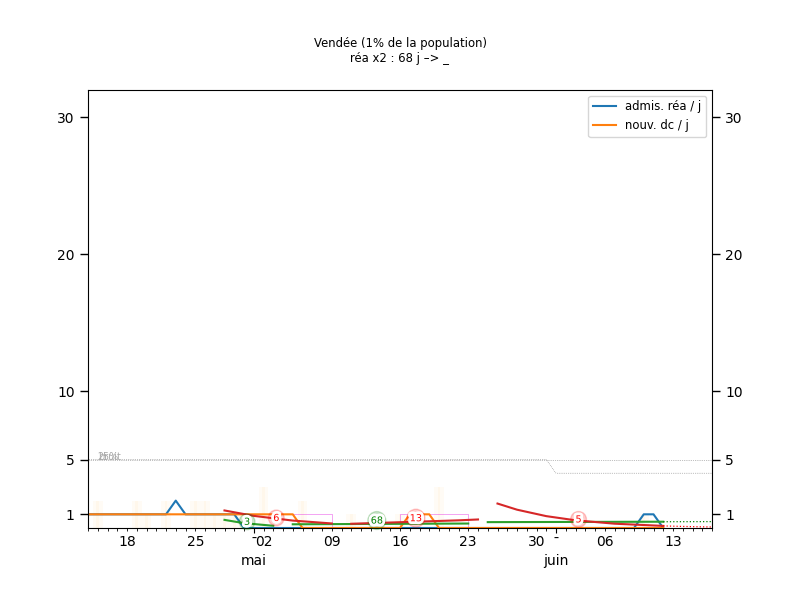 Vendée (1% de la population)
réa x2 : 68 j –> _
admis. réa / j
nouv. dc / j
30 30
20 20
10 10
5 5
1 1
3 6 68 13 5
18 25 02 09 16 23 30 06 13
mai juin